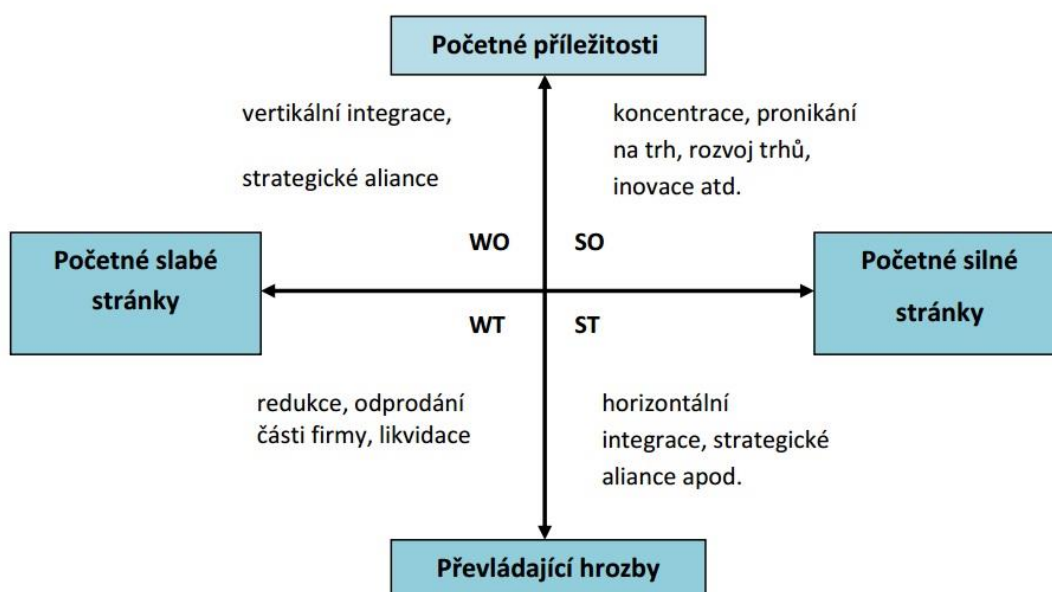 Početné příležitosti
vertikální integrace,
strategické aliance
koncentrace, pronikání
na trh, rozvoj trhů,
inovace atd.
WO
SO
Početné slabé
stránky
Početné silné
stránky
WT
ST
redukce, odprodání
části firmy, likvidace
horizontální
integrace, strategické
aliance apod.
Převládající hrozby